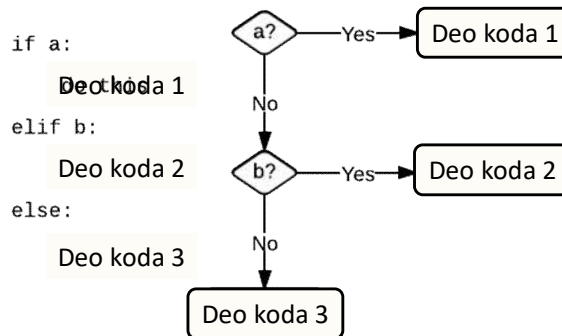 if a:
Deo koda 1
elif b:
Deo koda 2
else:
Deo koda 3
a?
Yes
Deo koda 1
No
b?
Yes
Deo koda 2
No
Deo koda 3